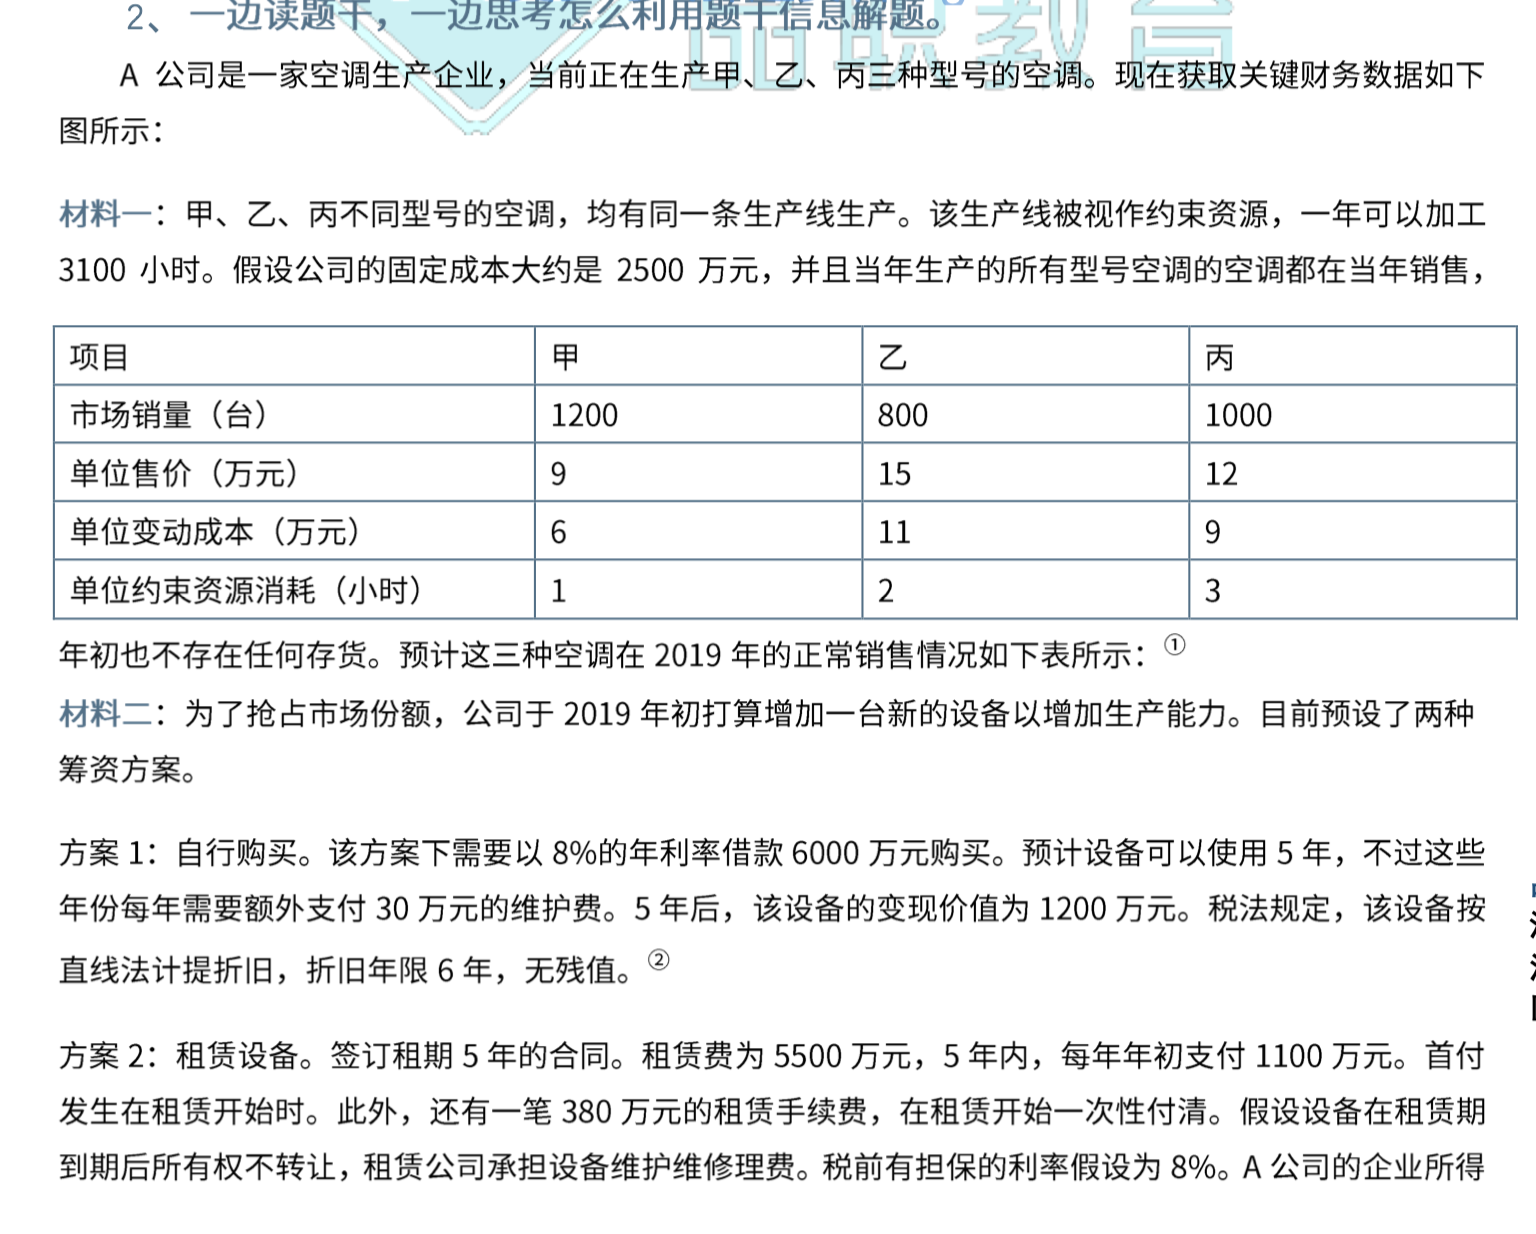 2、 一边读题干，一边思考怎么利用题干信息解题。
品职教育
A 公司是一家空调生产企业，当前正在生产甲、乙、丙三种型号的空调。现在获取关键财务数据如下
图所示：
材料一：甲、乙、丙不同型号的空调，均有同一条生产线生产。该生产线被视作约束资源，一年可以加工
3100 小时。假设公司的固定成本大约是 2500 万元，并且当年生产的所有型号空调的空调都在当年销售，
项目 甲 乙 丙
市场销量（台） 1200 800 1000
单位售价（万元） 9 15 12
单位变动成本（万元） 6 11 9
单位约束资源消耗（小时） 1 2 3
年初也不存在任何存货。预计这三种空调在 2019 年的正常销售情况如下表所示：①
材料二：为了抢占市场份额，公司于 2019 年初打算增加一台新的设备以增加生产能力。目前预设了两种
筹资方案。
方案 1：自行购买。该方案下需要以 8%的年利率借款 6000 万元购买。预计设备可以使用 5 年，不过这些
年份每年需要额外支付 30 万元的维护费。5 年后，该设备的变现价值为 1200 万元。税法规定，该设备按
直线法计提折旧，折旧年限 6 年，无残值。②
方案 2：租赁设备。签订租期 5 年的合同。租赁费为 5500 万元，5 年内，每年年初支付 1100 万元。首付
发生在租赁开始时。此外，还有一笔 380 万元的租赁手续费，在租赁开始一次性付清。假设设备在租赁期
到期后所有权不转让，租赁公司承担设备维护维修理费。税前有担保的利率假设为 8%。A 公司的企业所得